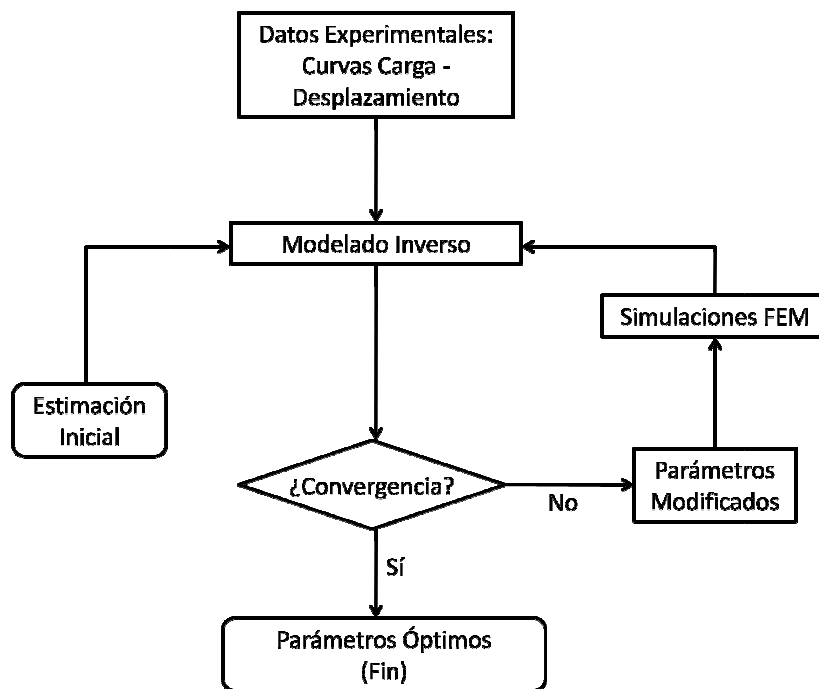 Datos Experimentales:
Curvas Carga -
Desplazamiento
Modelado Inverso
Simulaciones FEM
Estimación
Inicial
¿Convergencia?
No
Parámetros
Modificados
Sí
Parámetros Óptimos
(Fin)